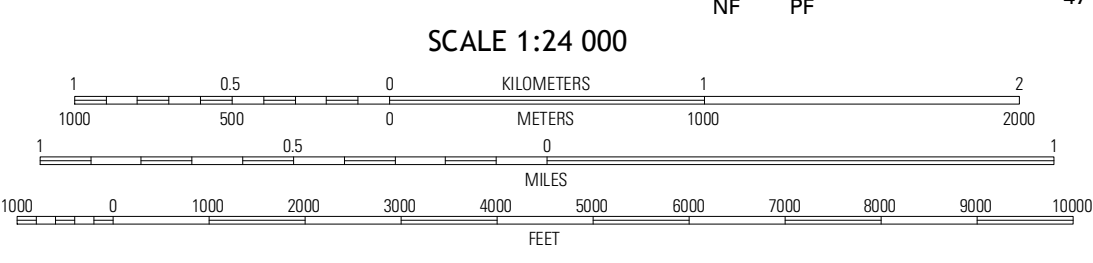 NF PF
SCALE 1:24 000
1 0.5 0 KILOMETERS 1 2
1000 500 0 METERS 1000 2000
1 0.5 0 1
MILES
1000 0 1000 2000 3000 4000 5000 6000 7000 8000 9000 10000
FEET